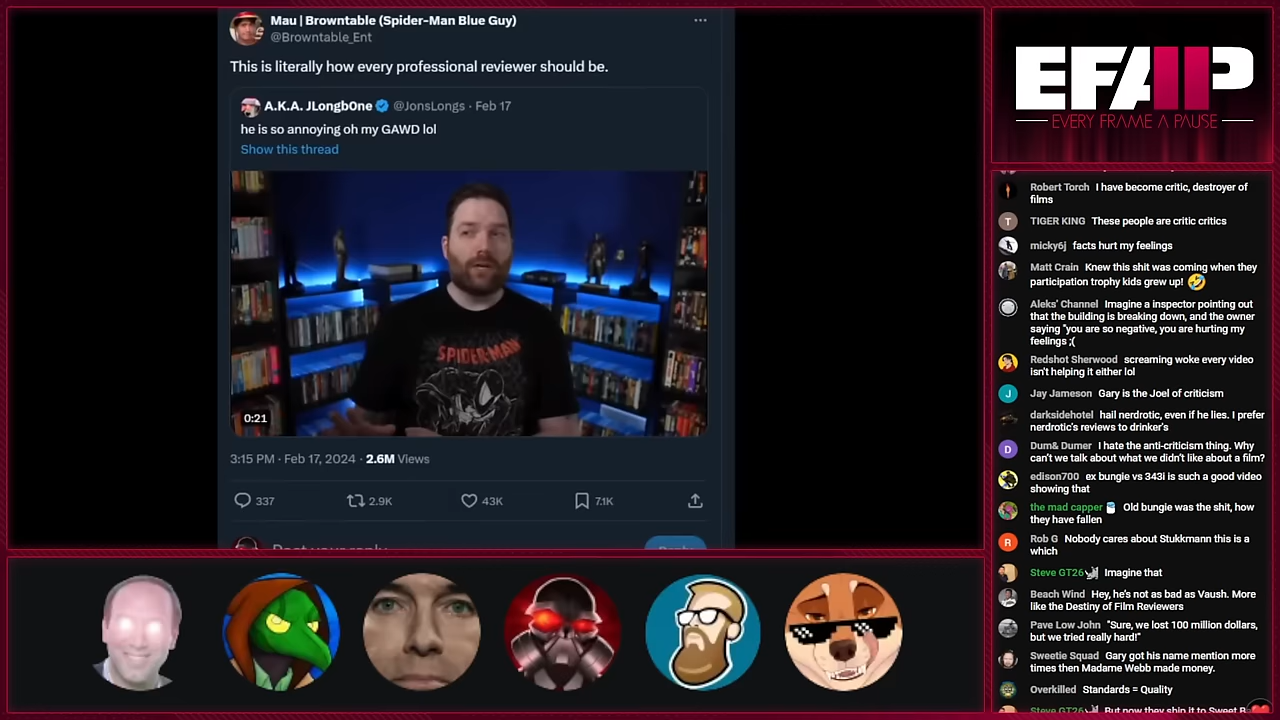 Mau | Browntable (Spider-Man Blue Guy)
@Browntable_Ent
This is literally how every professional reviewer should be.
A.K.A. JLongbOne @JonsLongs · Feb 17
he is so annoying oh my GAWD lol
Show this thread
SPIDER-MAN
0:21
3:15 PM · Feb 17, 2024 · 2.6M Views
337 2.9K 43K 7.1K
EFAP
EVERY FRAME A PAUSE
Robert Torch I have become critic, destroyer of
films
TIGER KING These people are critic critics
micky6j facts hurt my feelings
Matt Crain Knew this shit was coming when they
participation trophy kids grew up! 🤣
Aleks' Channel Imagine a inspector pointing out
that the building is breaking down, and the owner
saying "you are so negative, you are hurting my
feelings ;(
Redshot Sherwood screaming woke every video
isn't helping it either lol
Jay Jameson Gary is the Joel of criticism
darksidehotel hail nerdrotic, even if he lies. I prefer
nerdrotic's reviews to drinker's
Dum& Dumer I hate the anti-criticism thing. Why
can't we talk about what we didn't like about a film?
edison700 ex bungie vs 343i is such a good video
showing that
the mad capper Old bungie was the shit, how
they have fallen
Rob G Nobody cares about Stukkmann this is a
which
Steve GT26 Imagine that
Beach Wind Hey, he's not as bad as Vaush. More
like the Destiny of Film Reviewers
Pave Low John "Sure, we lost 100 million dollars,
but we tried really hard!"
Sweetie Squad Gary got his name mention more
times then Madame Webb made money.
Overkilled Standards = Quality
Steve GT26 But now they ship it to Sweet